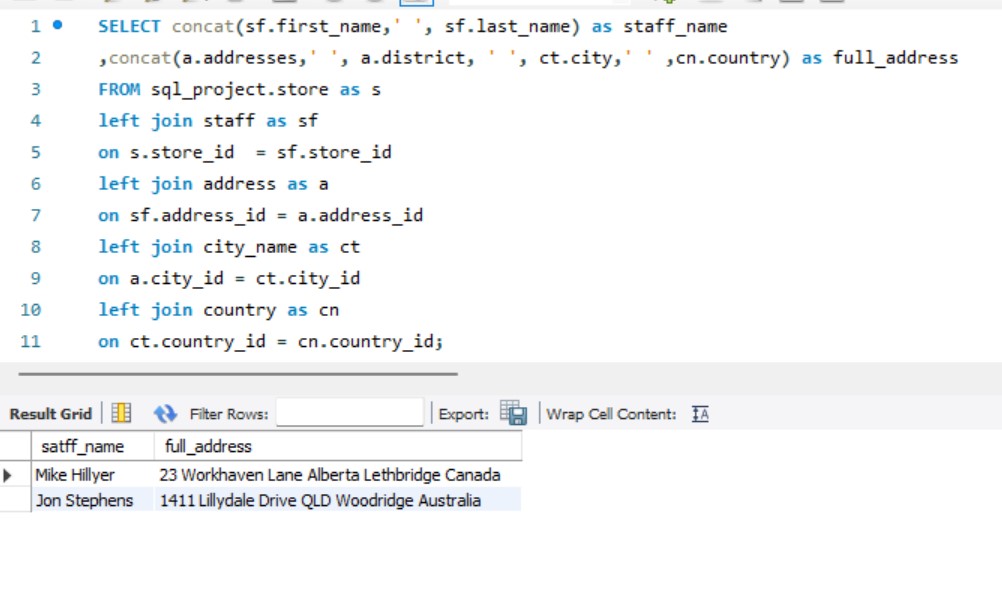 1 SELECT concat(sf.first_name,' ', sf.last_name) as staff_name
2 ,concat(a.addresses,' ', a.district, ' ', ct.city,' ' ,cn.country) as full_address
3 FROM sql_project.store as s
4 left join staff as sf
5 on s.store_id = sf.store_id
6 left join address as a
7 on sf.address_id = a.address_id
8 left join city_name as ct
9 on a.city_id = ct.city_id
10 left join country as cn
11 on ct.country_id = cn.country_id;
Result Grid Filter Rows: Export: Wrap Cell Content: IA
satff_name full_address
Mike Hillyer 23 Workhaven Lane Alberta Lethbridge Canada
Jon Stephens 1411 Lillydale Drive QLD Woodridge Australia